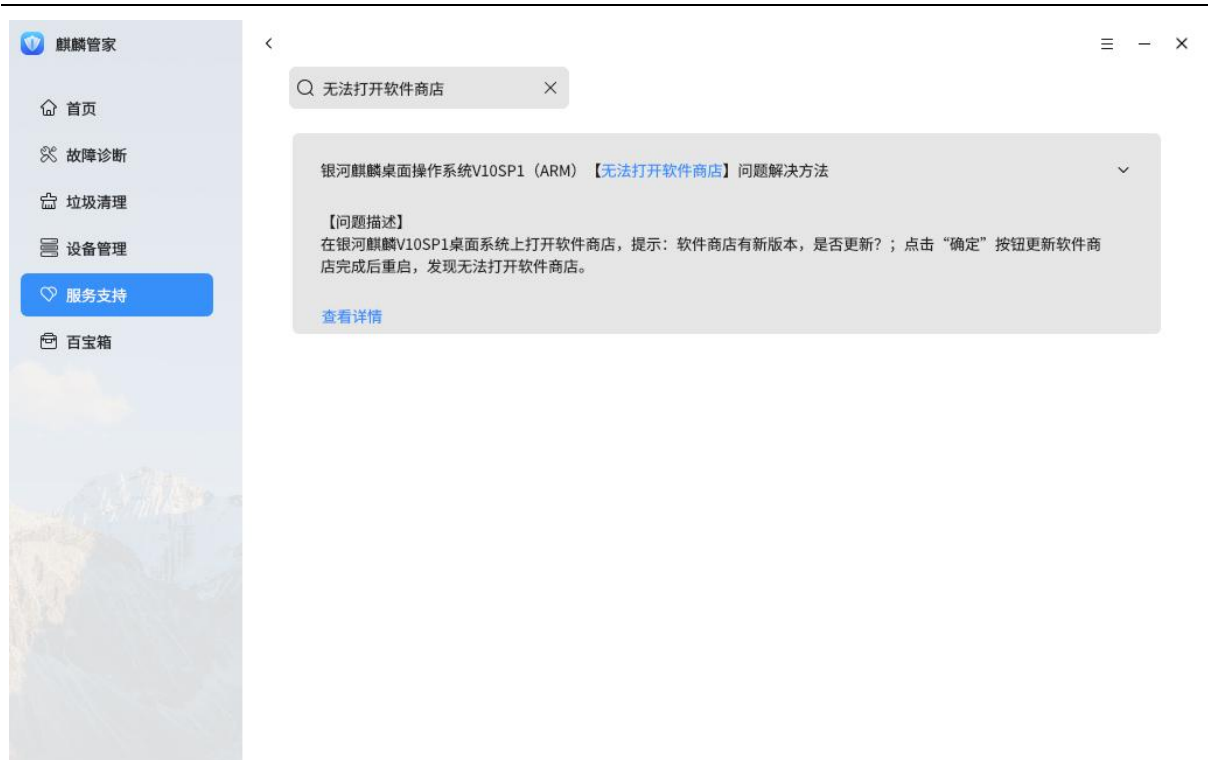 麒麟管家
首页
故障诊断
垃圾清理
设备管理
服务支持
百宝箱
无法打开软件商店
银河麒麟桌面操作系统V10SP1（ARM）【无法打开软件商店】问题解决方法
【问题描述】
在银河麒麟V10SP1桌面系统上打开软件商店，提示：软件商店有新版本，是否更新？；点击“确定”按钮更新软件商
店完成后重启，发现无法打开软件商店。
查看详情